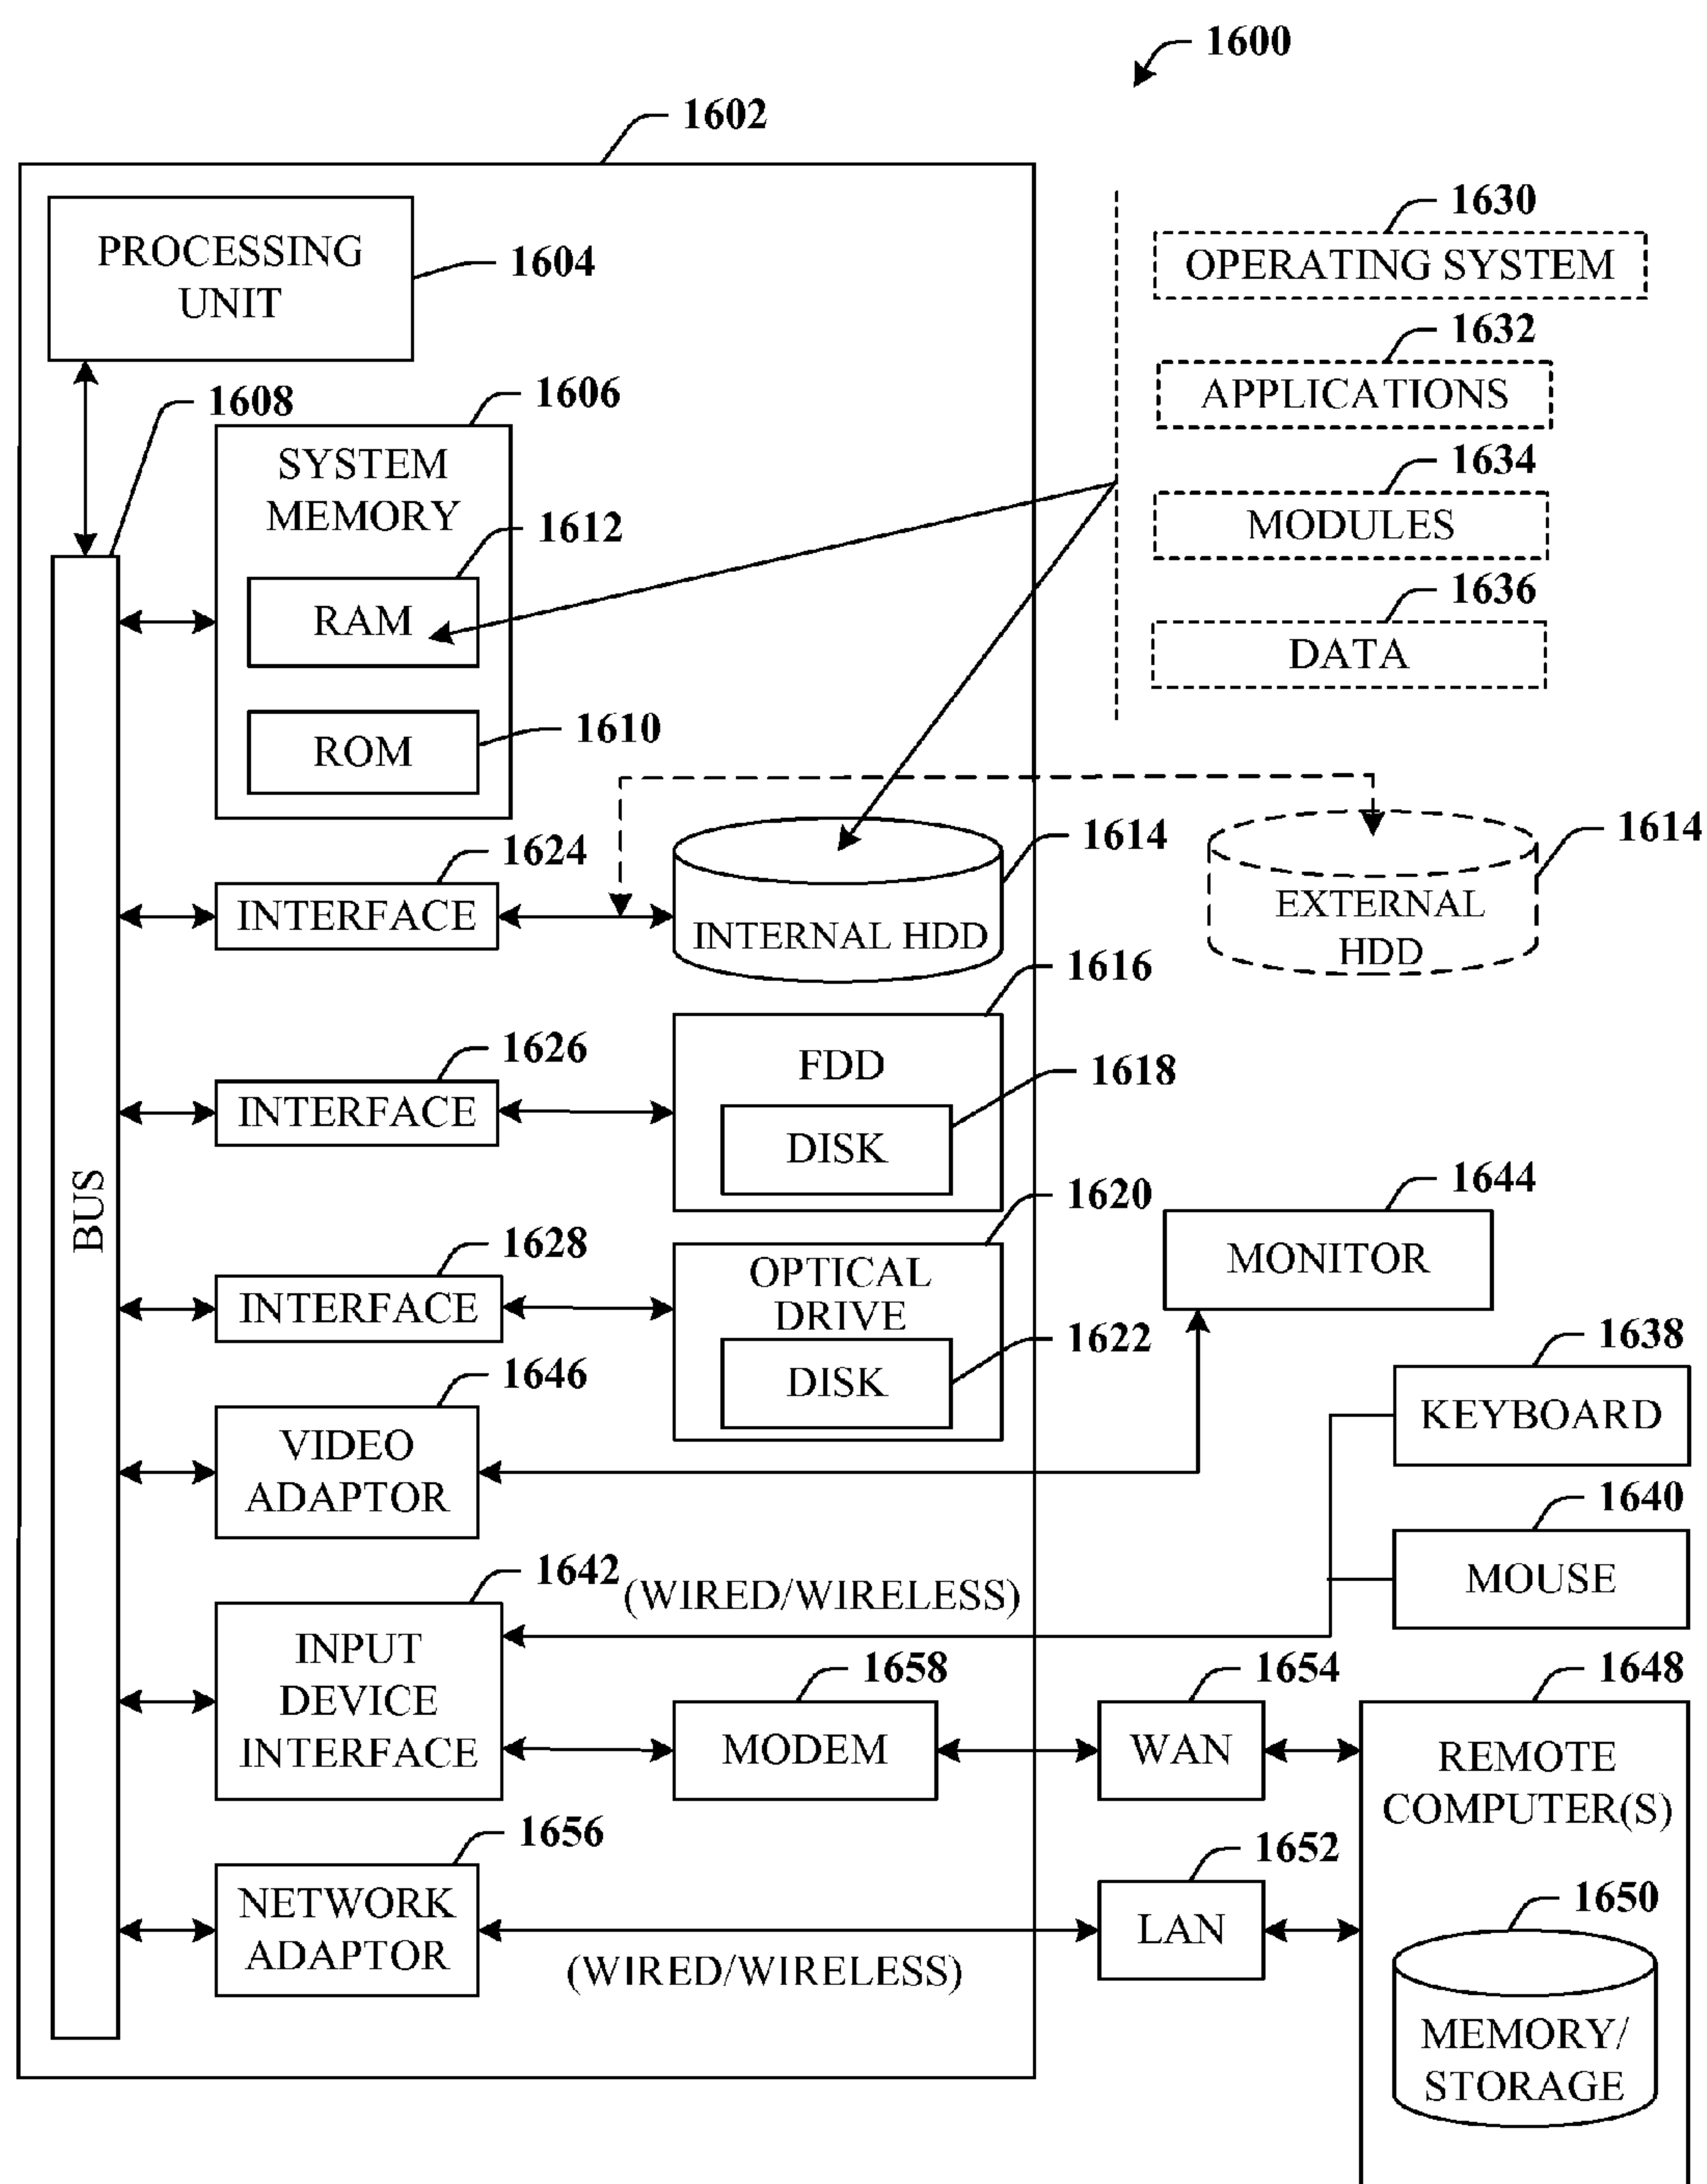 1600
1602
PROCESSING
UNIT
1604
1630
OPERATING SYSTEM
1632
APPLICATIONS
1634
MODULES
1636
DATA
1608
1606
SYSTEM
MEMORY
1612
RAM
1610
ROM
1624
INTERFACE
1614
INTERNAL HDD
1614
EXTERNAL
HDD
1616
1626
INTERFACE
FDD
1618
DISK
BUS
1620
1628
INTERFACE
OPTICAL
DRIVE
1622
DISK
1644
MONITOR
1638
KEYBOARD
1646
VIDEO
ADAPTOR
1640
MOUSE
1642
(WIRED/WIRELESS)
INPUT
DEVICE
INTERFACE
1658
MODEM
1654
WAN
1648
REMOTE
COMPUTER(S)
1656
NETWORK
ADAPTOR
(WIRED/WIRELESS)
1652
LAN
1650
MEMORY/
STORAGE